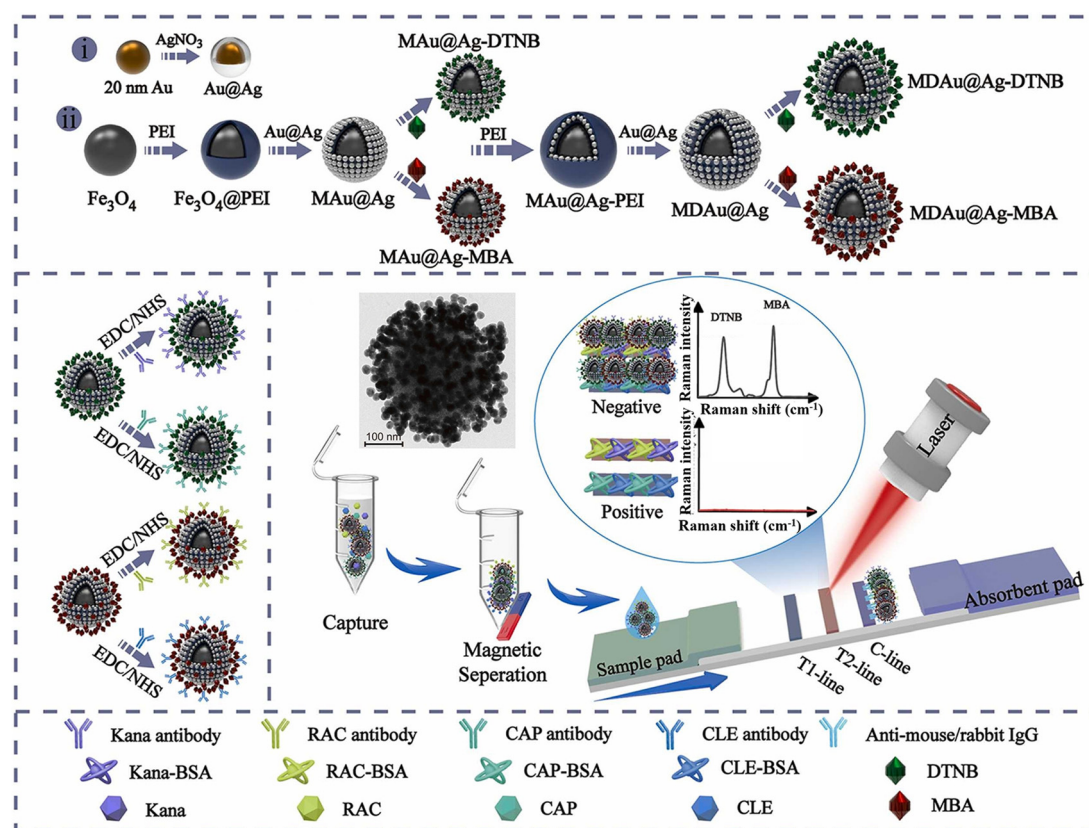 i
AgNO3
20 nm Au
Au@Ag
ii
PEI
Au@Ag
Fe3O4
Fe3O4@PEI
MAu@Ag
MAu@Ag-DTNB
MAu@Ag-MBA
PEI
Au@Ag
MAu@Ag-PEI
MDAu@Ag
MDAu@Ag-DTNB
MDAu@Ag-MBA
EDC/NHS
EDC/NHS
EDC/NHS
EDC/NHS
100 nm
Capture
Magnetic
Seperation
Negative
Positive
Raman intensity
DTNB
MBA
Raman shift (cm-1)
Raman intensity
Raman shift (cm-1)
Laser
Sample pad
T1-line
T2-line
C-line
Absorbent pad
Kana antibody
RAC antibody
CAP antibody
CLE antibody
Anti-mouse/rabbit IgG
Kana-BSA
RAC-BSA
CAP-BSA
CLE-BSA
DTNB
Kana
RAC
CAP
CLE
MBA